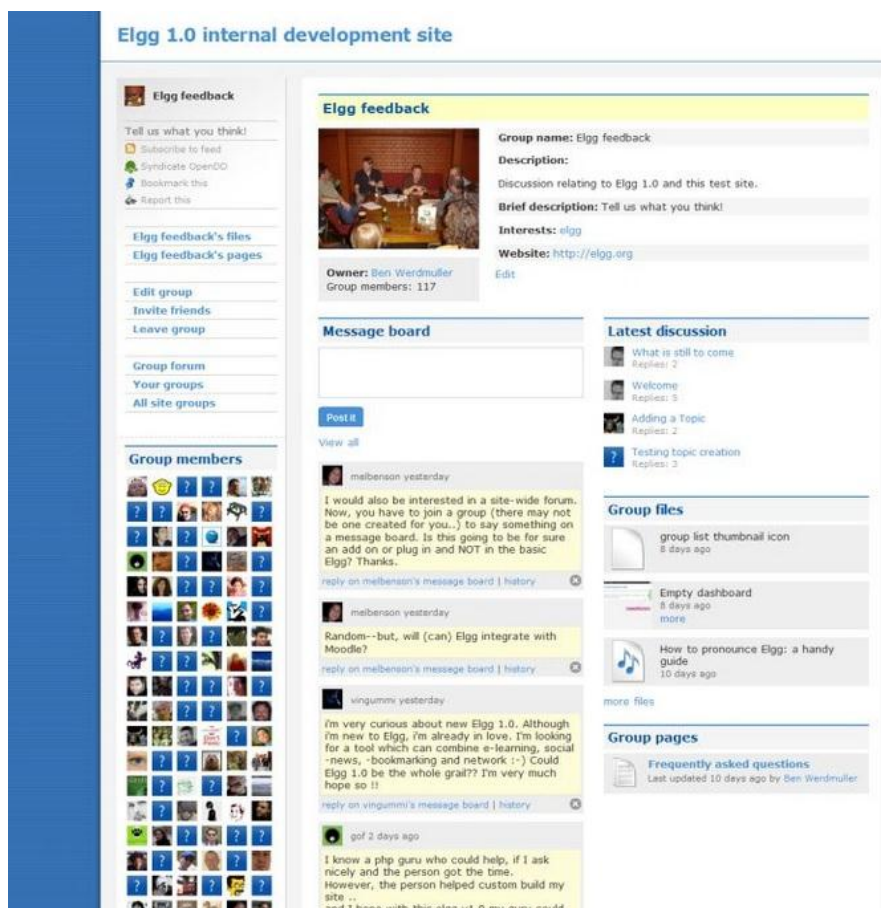 Elgg 1.0 internal development site
Elgg feedback
Tell us what you think!
Subscribe to feed
Syndicate OpenDD
Bookmark this
Report this
Elgg feedback's files
Elgg feedback's pages
Edit group
Invite friends
Leave group
Group forum
Your groups
All site groups
Group members
Elgg feedback
Owner: Ben Werdmuller
Group members: 117
Group name: Elgg feedback
Description:
Discussion relating to Elgg 1.0 and this test site.
Brief description: Tell us what you think!
Interests: elgg
Website: http://elgg.org
Edit
Message board
Post it
View all
melbenson yesterday
I would also be interested in a site-wide forum.
Now, you have to join a group (there may not
be one created for you..) to say something on
a message board. Is this going to be for sure
an add on or plug in and NOT in the basic
Elgg? Thanks.
reply on melbenson's message board | history
melbenson yesterday
Random--but, will (can) Elgg integrate with
Moodle?
reply on melbenson's message board | history
vingummi yesterday
i'm very curious about new Elgg 1.0. Although
i'm new to Elgg, i'm already in love. I'm looking
for a tool which can combine e-learning, social
-news, -bookmarking and network :-) Could
Elgg 1.0 be the whole grail?? I'm very much
hope so !!
reply on vingummi's message board | history
gof 2 days ago
I know a php guru who could help, if I ask
nicely and the person got the time.
However, the person helped custom build my
site ..
and I hope with this elgg v1.0 my guru could
Latest discussion
What is still to come
Replies: 2
Welcome
Replies: 5
Adding a Topic
Replies: 2
Testing topic creation
Replies: 3
Group files
group list thumbnail icon
8 days ago
Empty dashboard
8 days ago
more
How to pronounce Elgg: a handy
guide
10 days ago
more files
Group pages
Frequently asked questions
Last updated 10 days ago by Ben Werdmuller